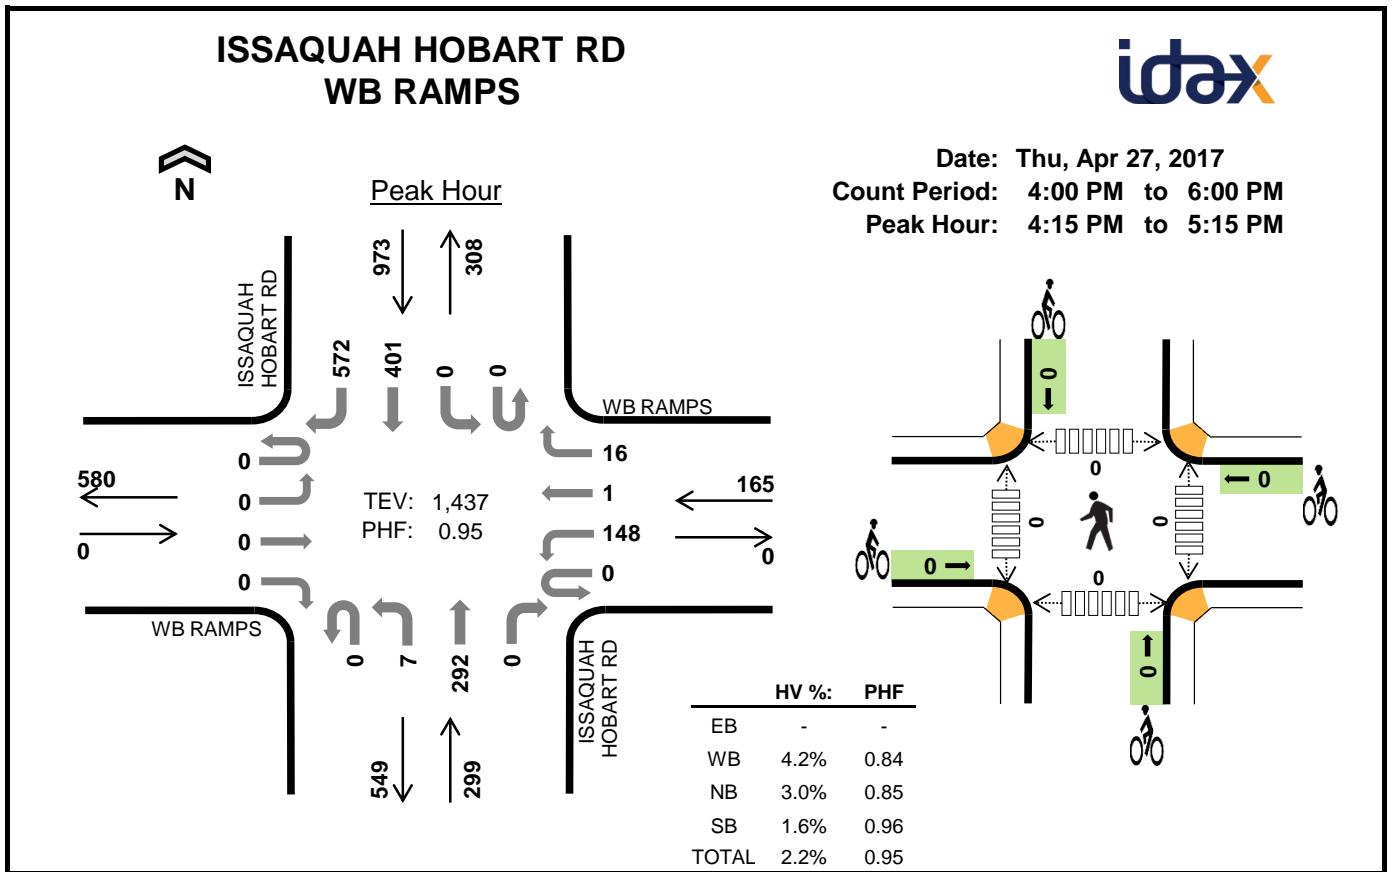 ISSAQUAH HOBART RD
WB RAMPS
idax
N
Peak Hour
Date: Thu, Apr 27, 2017
Count Period: 4:00 PM to 6:00 PM
Peak Hour: 4:15 PM to 5:15 PM
973
308
ISSAQUAH
HOBART RD
572
401
0
0
WB RAMPS
0
0
0
0
580
0
TEV: 1,437
PHF: 0.95
16
1
148
0
165
0
WB RAMPS
0
7
292
0
ISSAQUAH
HOBART RD
549
299
HV %: PHF
EB - -
WB 4.2% 0.84
NB 3.0% 0.85
SB 1.6% 0.96
TOTAL 2.2% 0.95
0
0
0
0
0
0
0
0